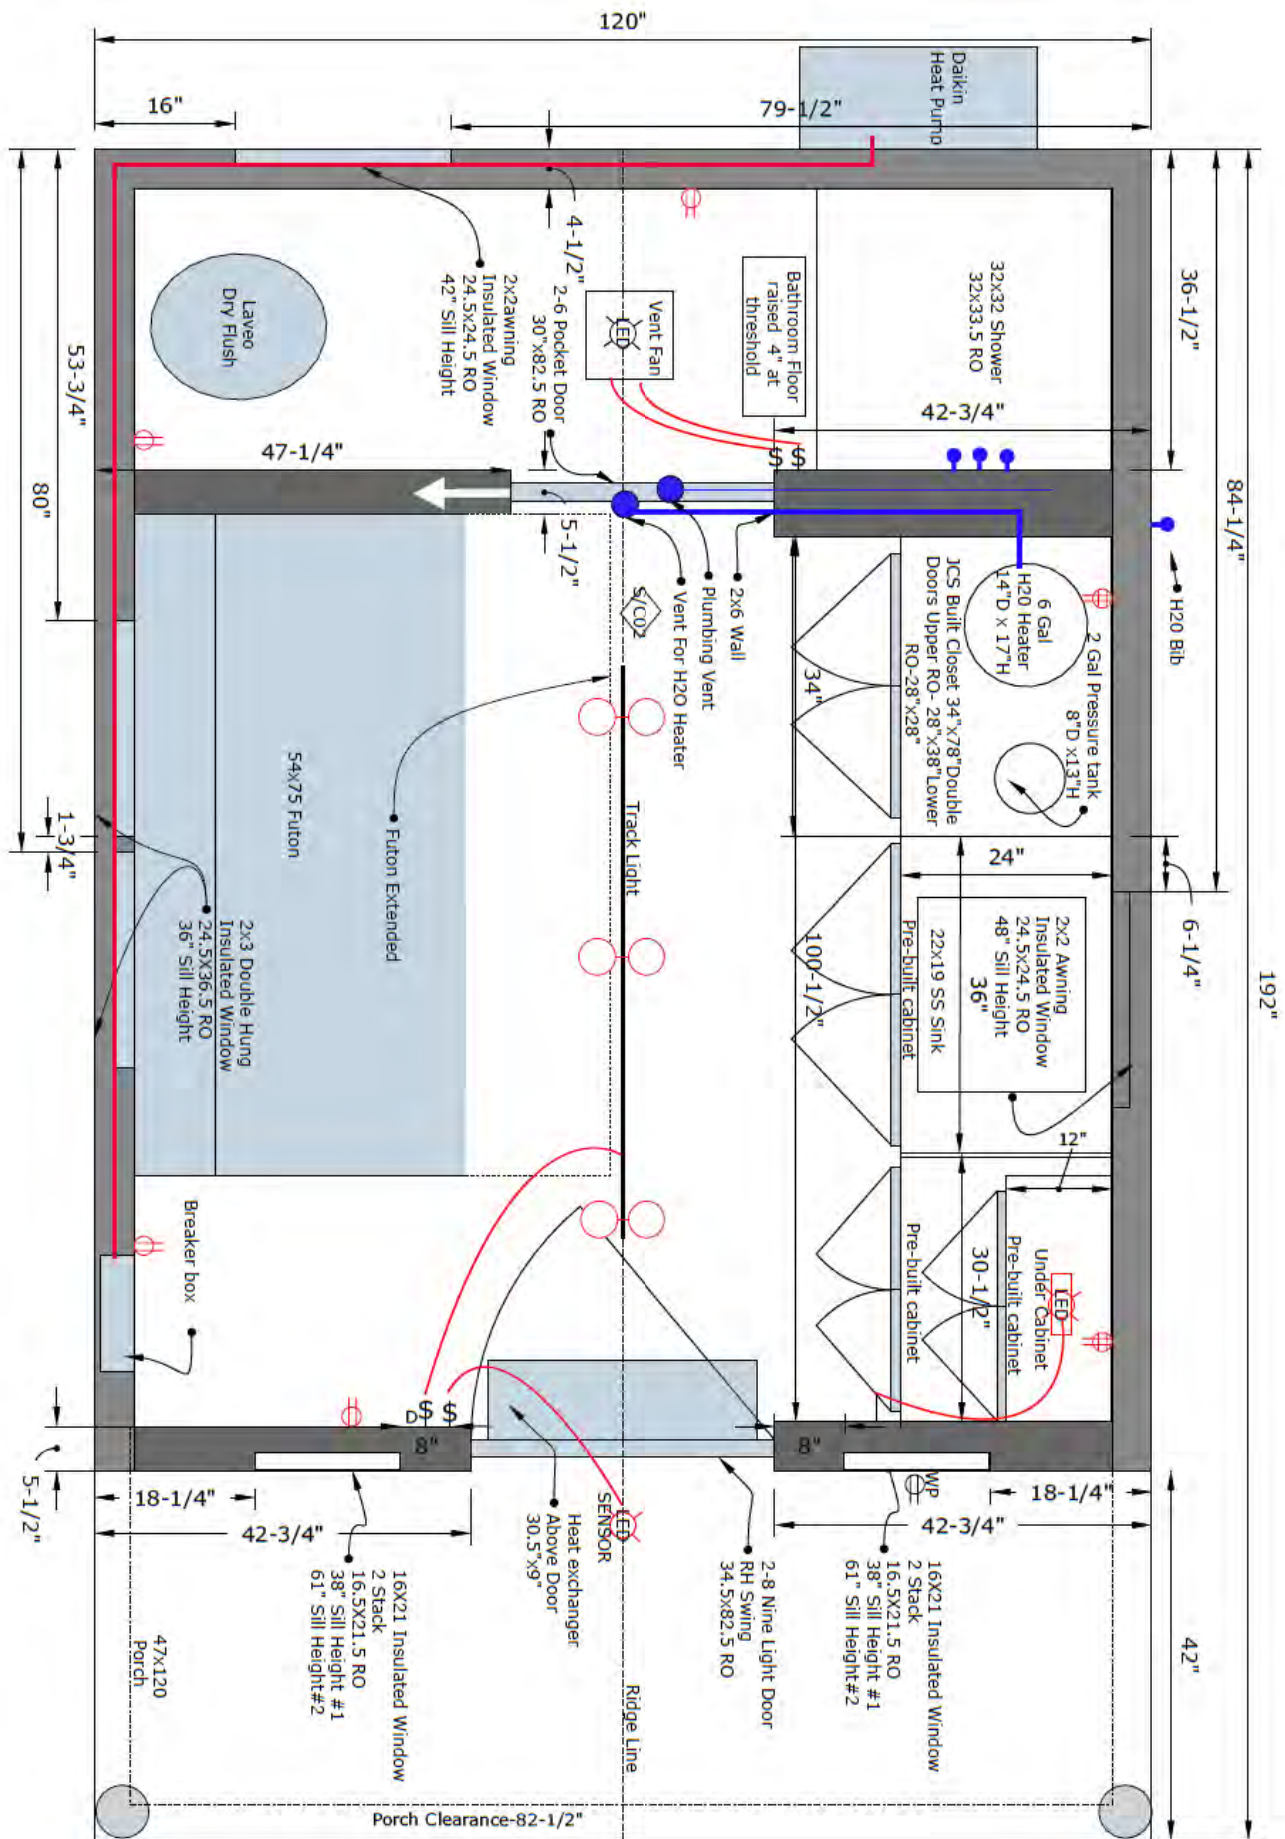 120"
Daikin
Heat Pump
16"
79-1/2"
36-1/2"
84-1/4"
192"
4-1/2"
32x32 Shower
32x33.5 RO
Bathroom Floor
raised 4" at
threshold
Vent Fan
LED
2x2awning
Insulated Window
24.5x24.5 RO
42" Sill Height
2-6 Pocket Door
30"x82.5 RO
Laveo
Dry Flush
53-3/4"
80"
47-1/4"
42-3/4"
$
$
5-1/2"
H20 Bib
2x6 Wall
Plumbing Vent
Vent For H2O Heater
S/CO2
6 Gal
H20 Heater
14"D x 17"H
2 Gal Pressure tank
8"D x13"H
JCS Built Closet 34"x78"Double
Doors Upper RO- 28"x38"Lower
RO-28"x28"
34"
54x75 Futon
Futon Extended
Track Light
1-3/4"
24"
6-1/4"
2x3 Double Hung
Insulated Window
24.5X36.5 RO
36" Sill Height
100-1/2"
Pre-built cabinet
22x19 SS Sink
36"
2x2 Awning
Insulated Window
24.5x24.5 RO
48" Sill Height
12"
Breaker box
Pre-built cabinet
30-1/2"
Pre-built cabinet
Under Cabinet
LED
$
D
$
8"
8"
WP
5-1/2"
18-1/4"
18-1/4"
42-3/4"
42-3/4"
LED
SENSOR
Heat exchanger
Above Door
30.5"x9"
2-8 Nine Light Door
RH Swing
34.5x82.5 RO
16X21 Insulated Window
2 Stack
16.5X21.5 RO
38" Sill Height #1
61" Sill Height#2
16X21 Insulated Window
2 Stack
16.5X21.5 RO
38" Sill Height #1
61" Sill Height#2
42"
47x120
Porch
Ridge Line
Porch Clearance-82-1/2"